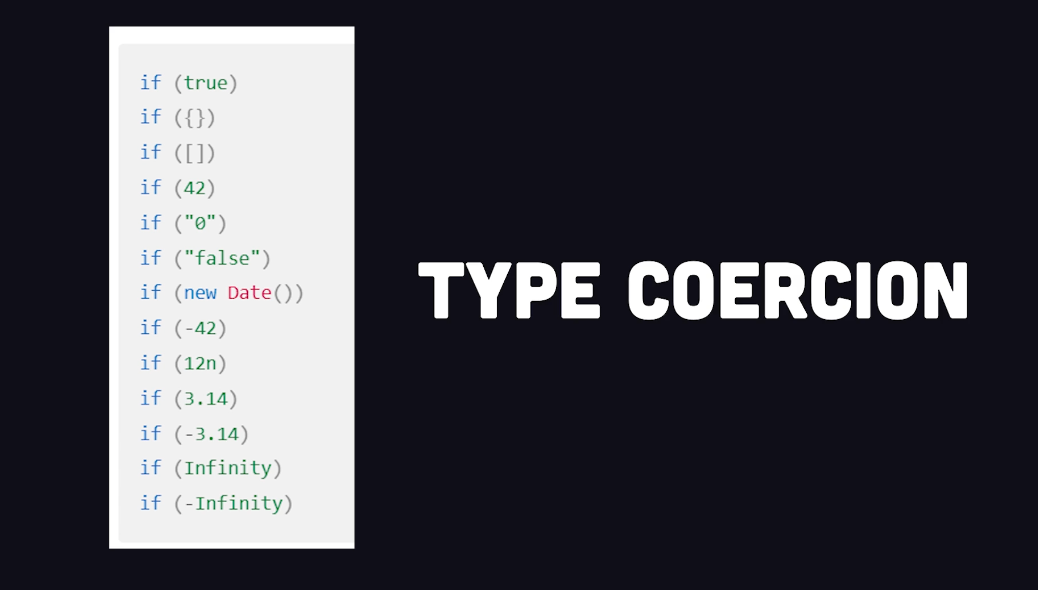 if (true)
if ({})
if ([])
if (42)
if ("0")
if ("false")
if (new Date())
if (-42)
if (12n)
if (3.14)
if (-3.14)
if (Infinity)
if (-Infinity)
TYPE COERCION